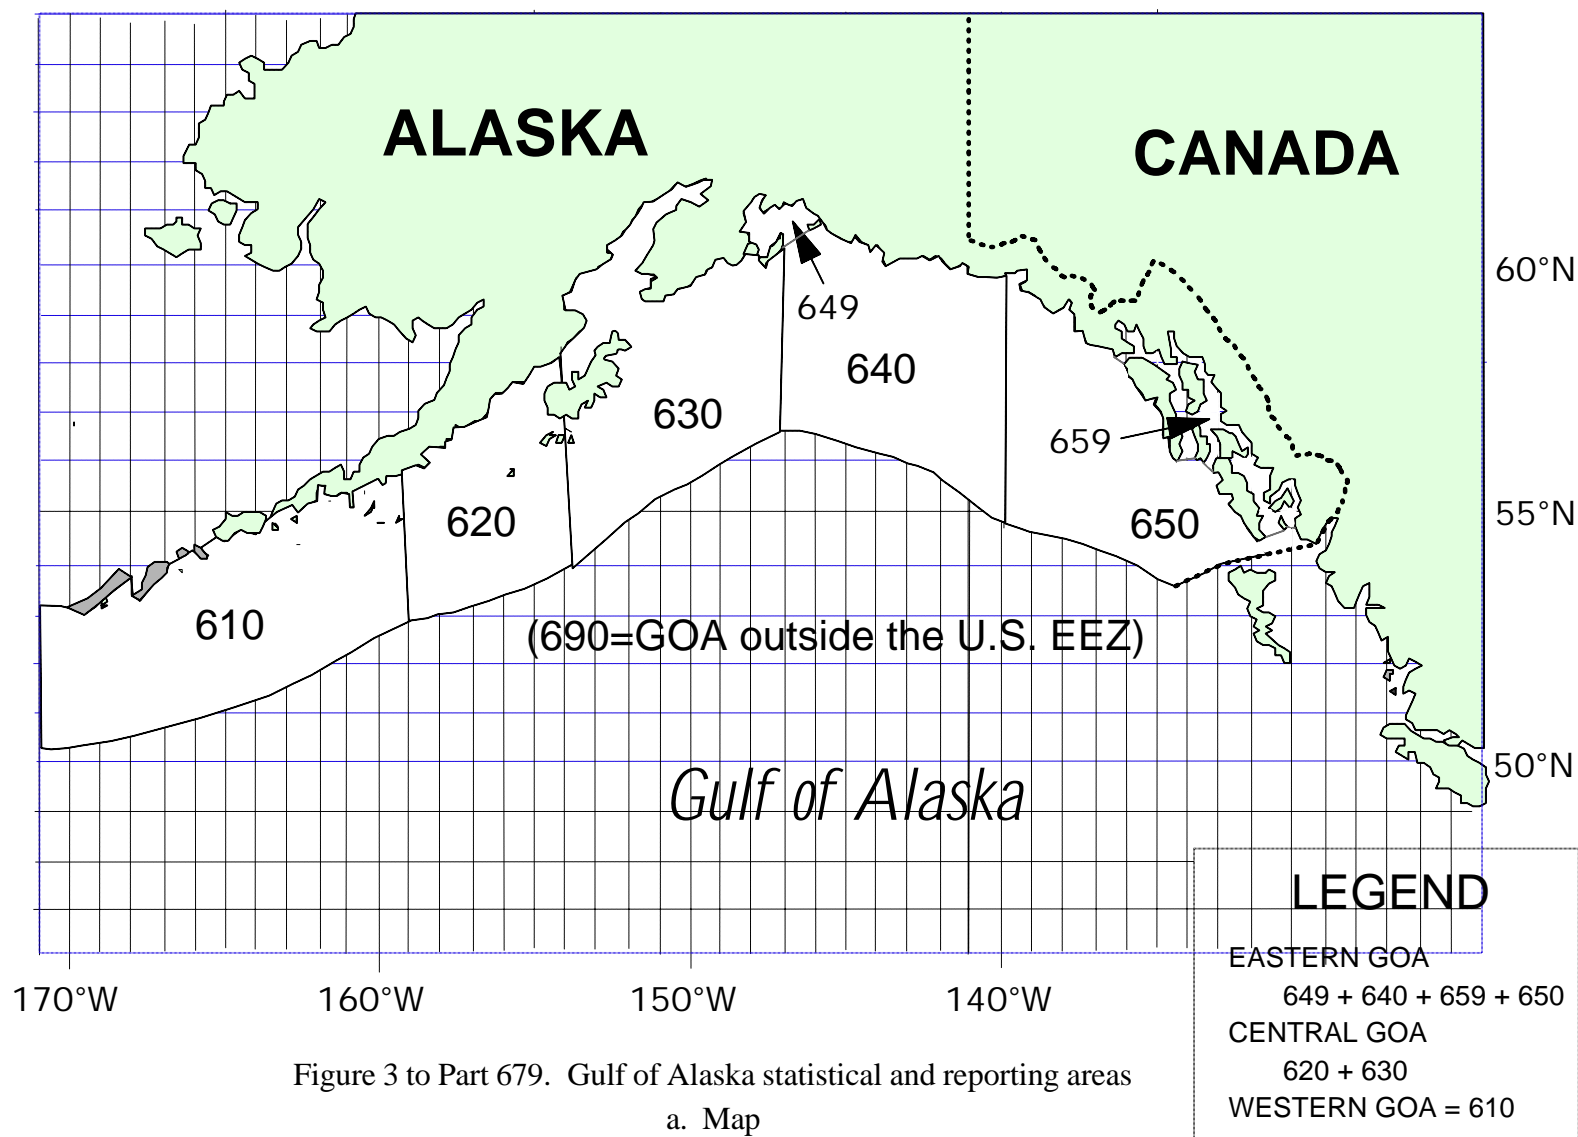 ALASKA
CANADA
60°N
649
640
630
659
620
650
55°N
610
(690=GOA outside the U.S. EEZ)
50°N
Gulf of Alaska
LEGEND
EASTERN GOA
649 + 640 + 659 + 650
CENTRAL GOA
620 + 630
WESTERN GOA = 610
170°W
160°W
150°W
140°W
Figure 3 to Part 679. Gulf of Alaska statistical and reporting areas
a. Map